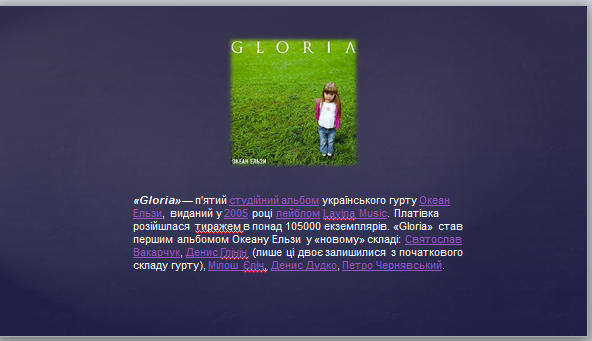 GLORIA
ОКЕАН ЕЛЬЗИ
«Gloria» — п'ятий студійний альбом українського гурту Океан
Ельзи, виданий у 2005 році лейблом Lavina Music. Платівка
розійшлася тиражем в понад 105000 екземплярів. «Gloria» став
першим альбомом Океану Ельзи у «новому» складі: Святослав
Вакарчук, Денис Глінін (лише ці двоє залишилися з початкового
складу гурту), Мілош Єліч, Денис Дудко, Петро Чернявський.